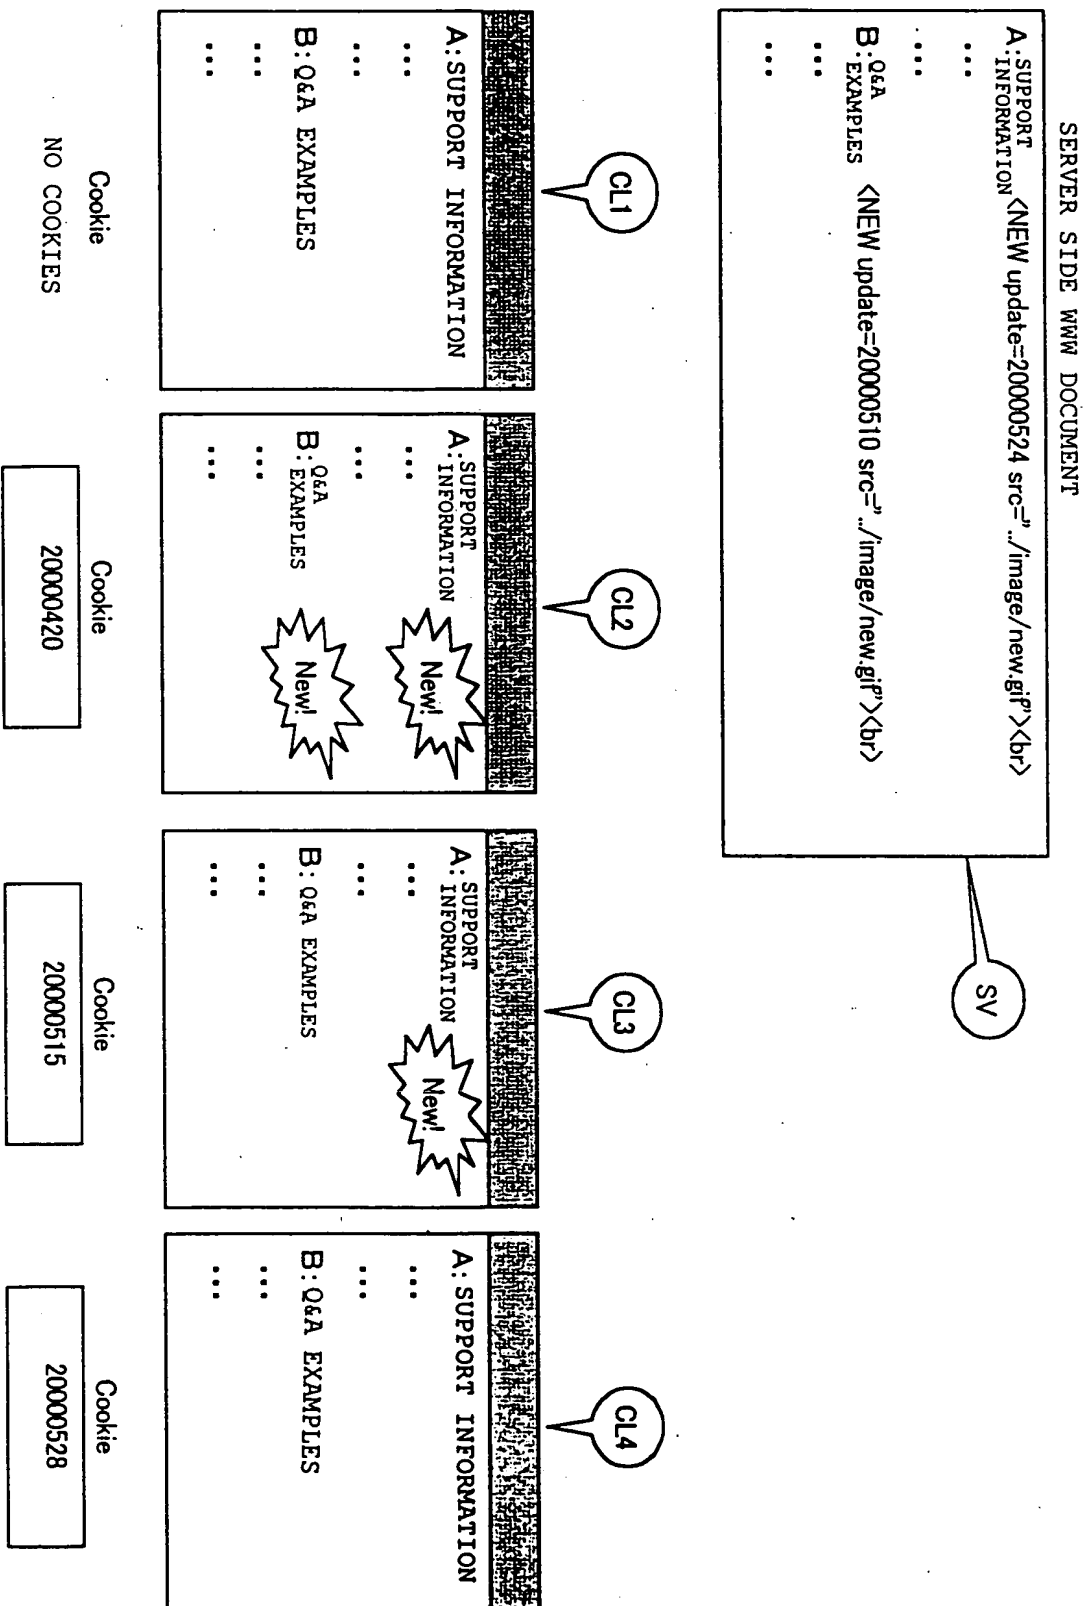 SERVER SIDE WWW DOCUMENT
A:SUPPORT INFORMATION<NEW update=20000524 src="../image/new.gif"><br>
...
...
B:Q&A EXAMPLES <NEW update=20000510 src="../image/new.gif"><br>
...
...
SV
CL1
A:SUPPORT INFORMATION
...
...
B:Q&A EXAMPLES
...
...
Cookie
NO COOKIES
CL2
A:SUPPORT
INFORMATION
New!
...
...
B:Q&A
EXAMPLES
New!
...
...
Cookie
20000420
CL3
A:SUPPORT
INFORMATION
New!
...
...
B:Q&A EXAMPLES
...
...
Cookie
20000515
CL4
A:SUPPORT INFORMATION
...
...
B:Q&A EXAMPLES
...
...
Cookie
20000528